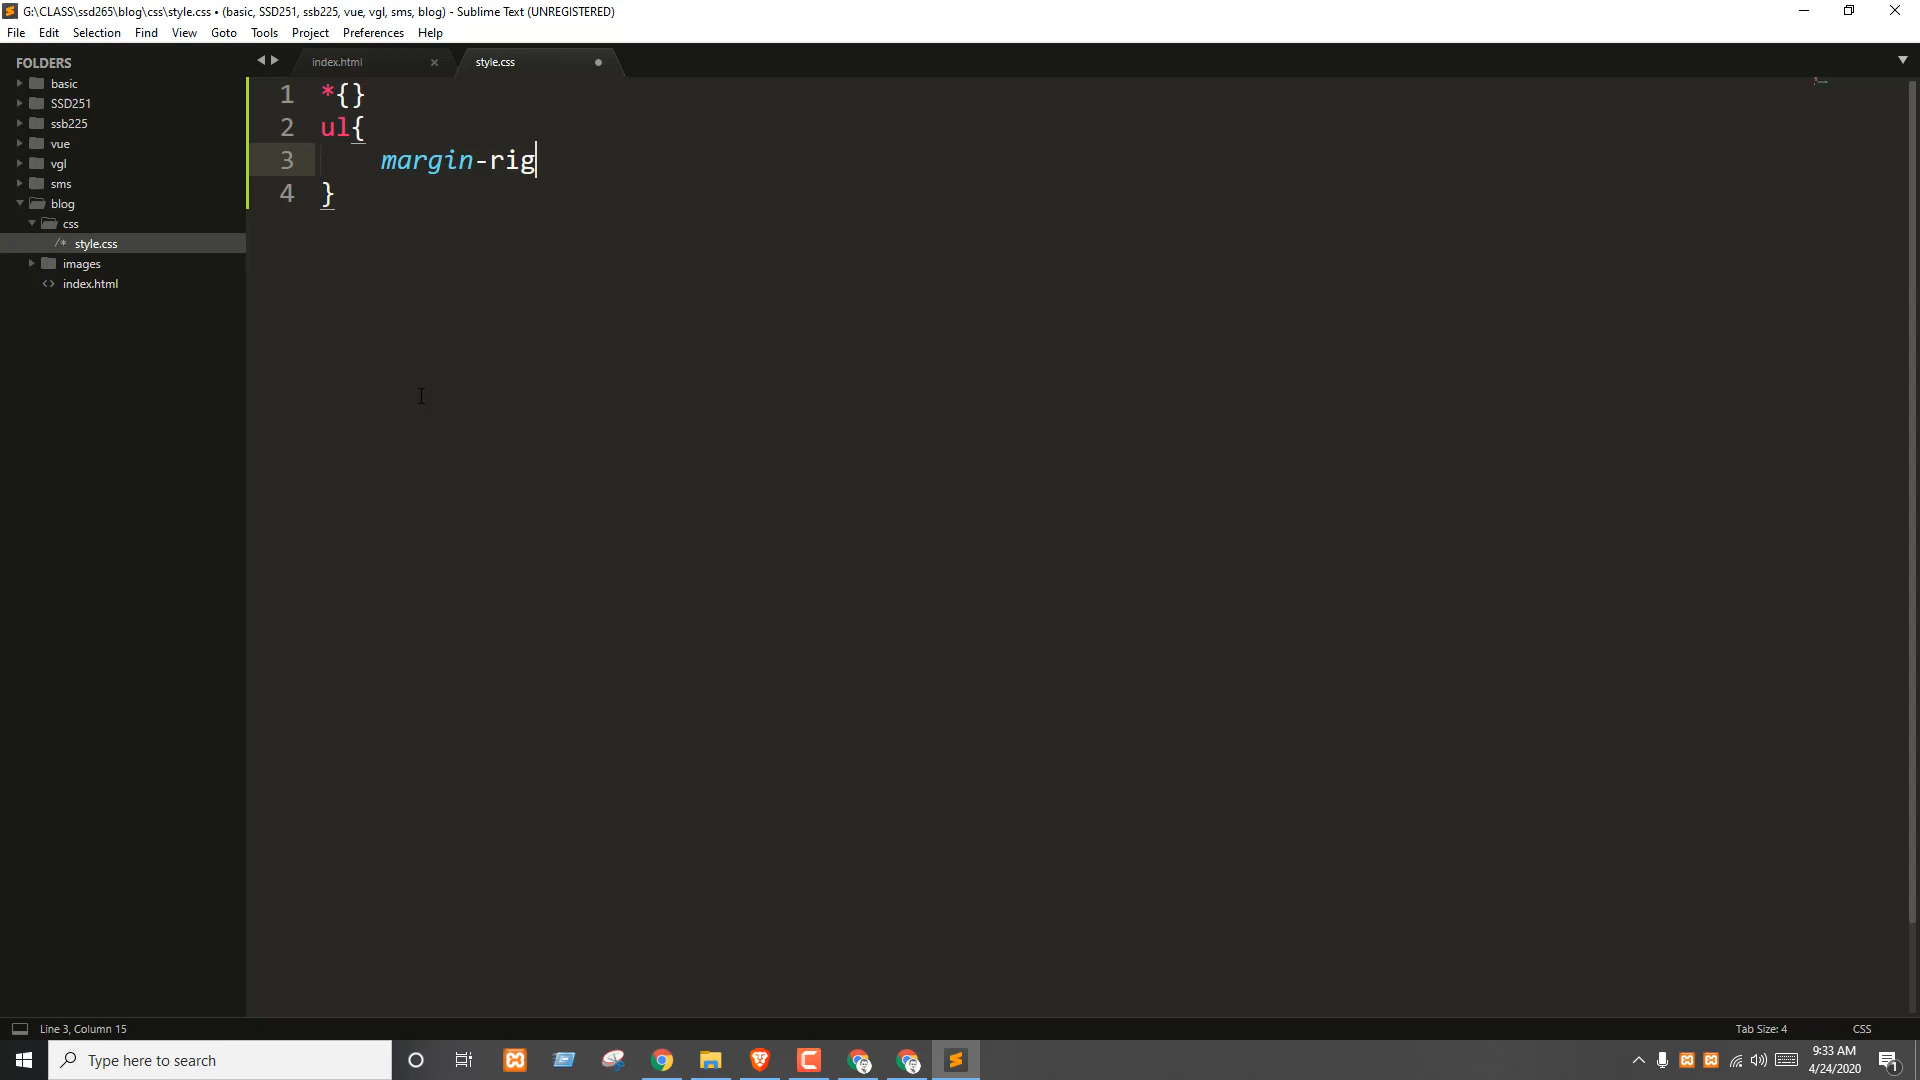 G:\CLASS\ssd265\blog\css\style.css • (basic, SSD251, ssb225, vue, vgl, sms, blog) - Sublime Text (UNREGISTERED)
File Edit Selection Find View Goto Tools Project Preferences Help
FOLDERS
basic
SSD251
ssb225
vue
vgl
sms
blog
css
/* style.css
images
<> index.html
index.html
style.css
1 *{}
2 ul{
3 margin-rig
4 }
Line 3, Column 15
Tab Size: 4
CSS
Type here to search
9:33 AM
4/24/2020
1